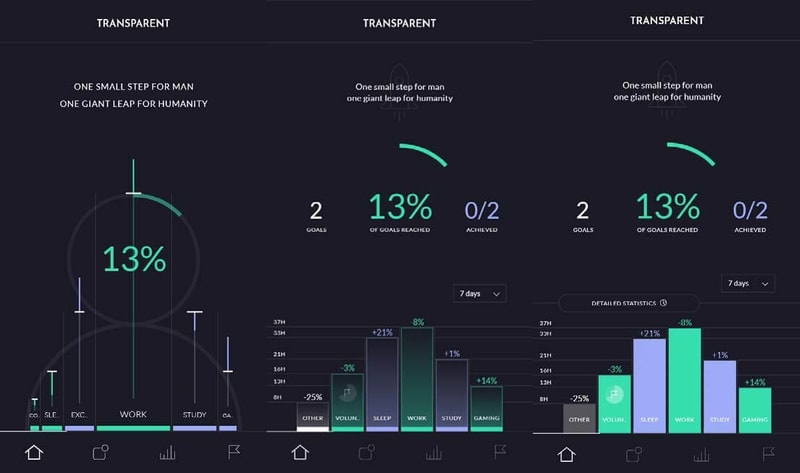 TRANSPARENT
ONE SMALL STEP FOR MAN
ONE GIANT LEAP FOR HUMANITY
13%
CO.. SLE.. EXC.. WORK STUDY GA..
TRANSPARENT
One small step for man
one giant leap for humanity
2 13% 0/2
GOALS OF GOALS REACHED ACHIEVED
7 days
37H
33H
21H
16H
13H
8H
-25% -3% +21% 8% +1% +14%
OTHER VOLUN.. SLEEP WORK STUDY GAMING
TRANSPARENT
One small step for man
one giant leap for humanity
2 13% 0/2
GOALS OF GOALS REACHED ACHIEVED
7 days
DETAILED STATISTICS
37H
33H
21H
16H
13H
8H
-25% -3% +21% -8% +1% +14%
OTHER VOLUN.. SLEEP WORK STUDY GAMING